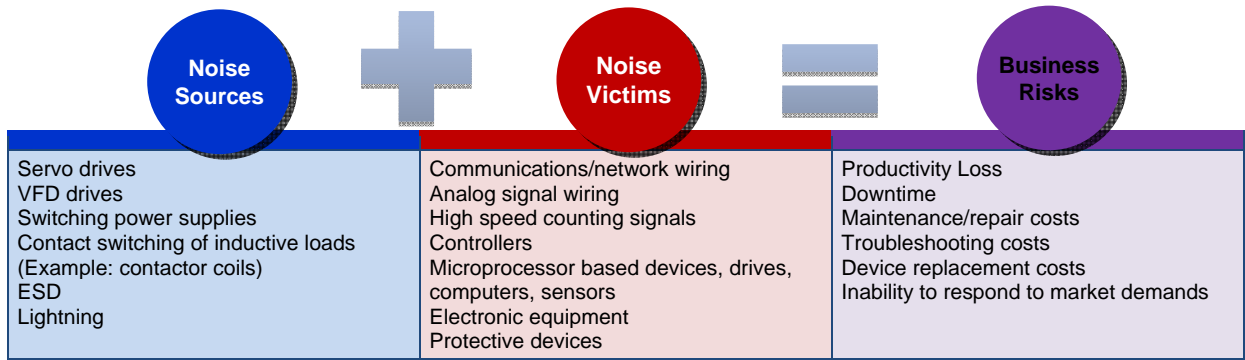 Noise
Sources
Noise
Victims
Business
Risks
Servo drives
VFD drives
Switching power supplies
Contact switching of inductive loads
(Example: contactor coils)
ESD
Lightning
Communications/network wiring
Analog signal wiring
High speed counting signals
Controllers
Microprocessor based devices, drives,
computers, sensors
Electronic equipment
Protective devices
Productivity Loss
Downtime
Maintenance/repair costs
Troubleshooting costs
Device replacement costs
Inability to respond to market demands